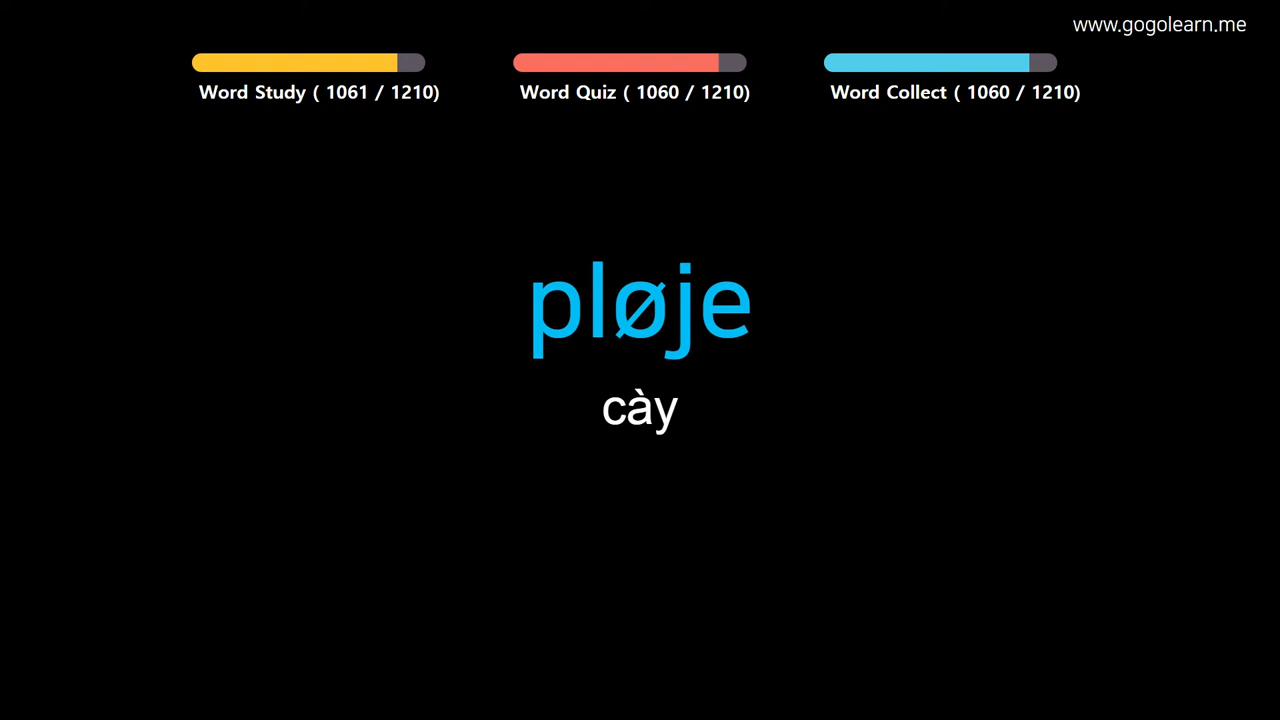 www.gogolearn.me
Word Study ( 1061 / 1210)
Word Quiz ( 1060 / 1210)
Word Collect ( 1060 / 1210)
pløje
cày